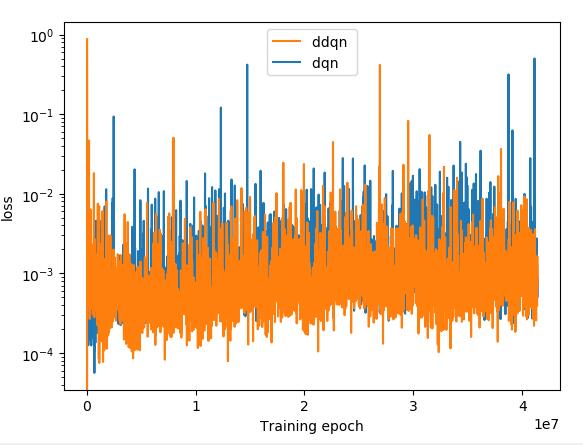 ddqn
dqn
10⁰
10⁻¹
10⁻²
10⁻³
10⁻⁴
loss
0 1 2 3 4
1e7
Training epoch